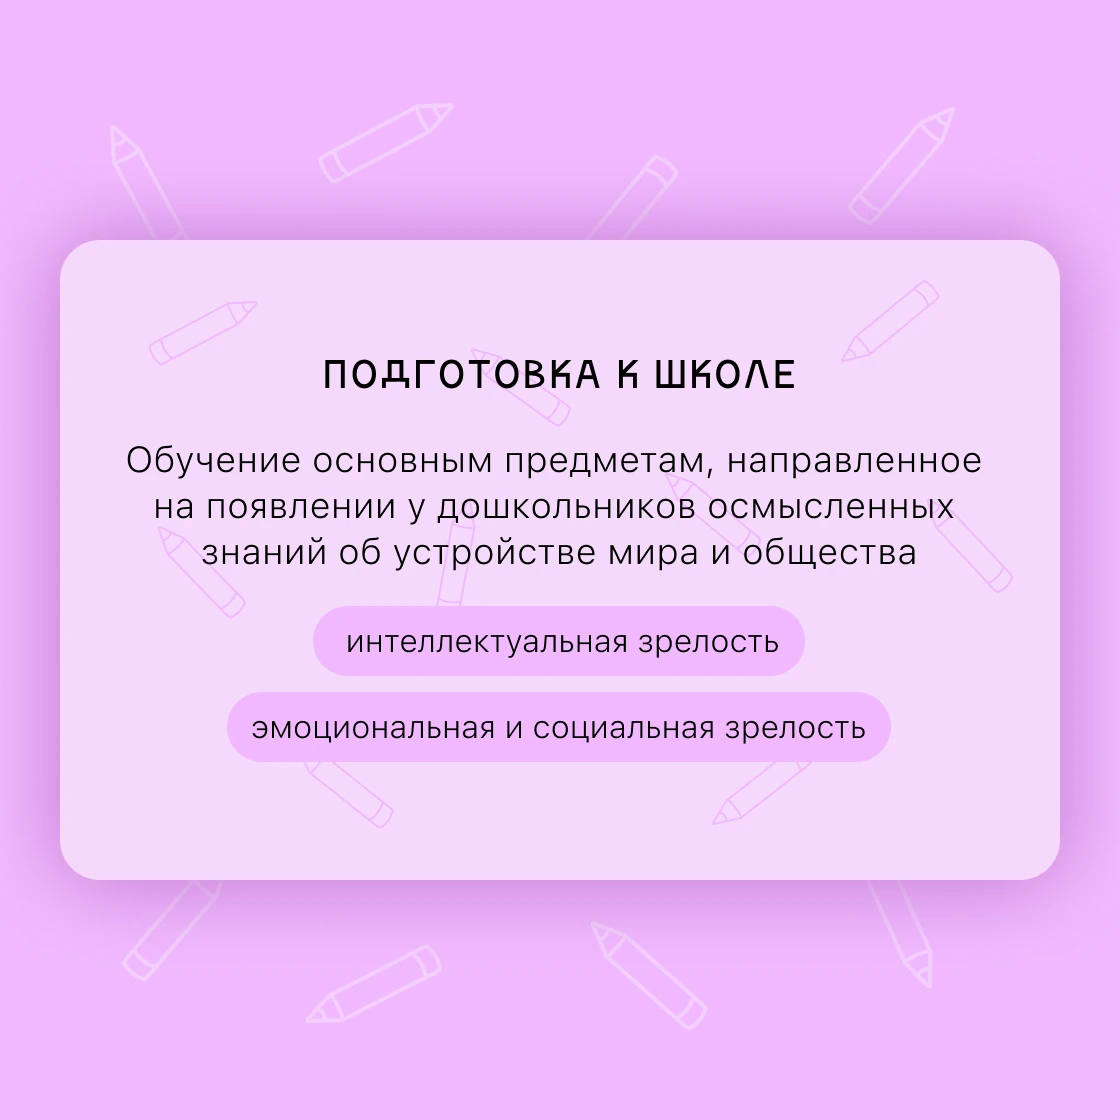 ПОДГОТОВКА К ШКОЛЕ
Обучение основным предметам, направленное
на появлении у дошкольников осмысленных
знаний об устройстве мира и общества
интеллектуальная зрелость
эмоциональная и социальная зрелость